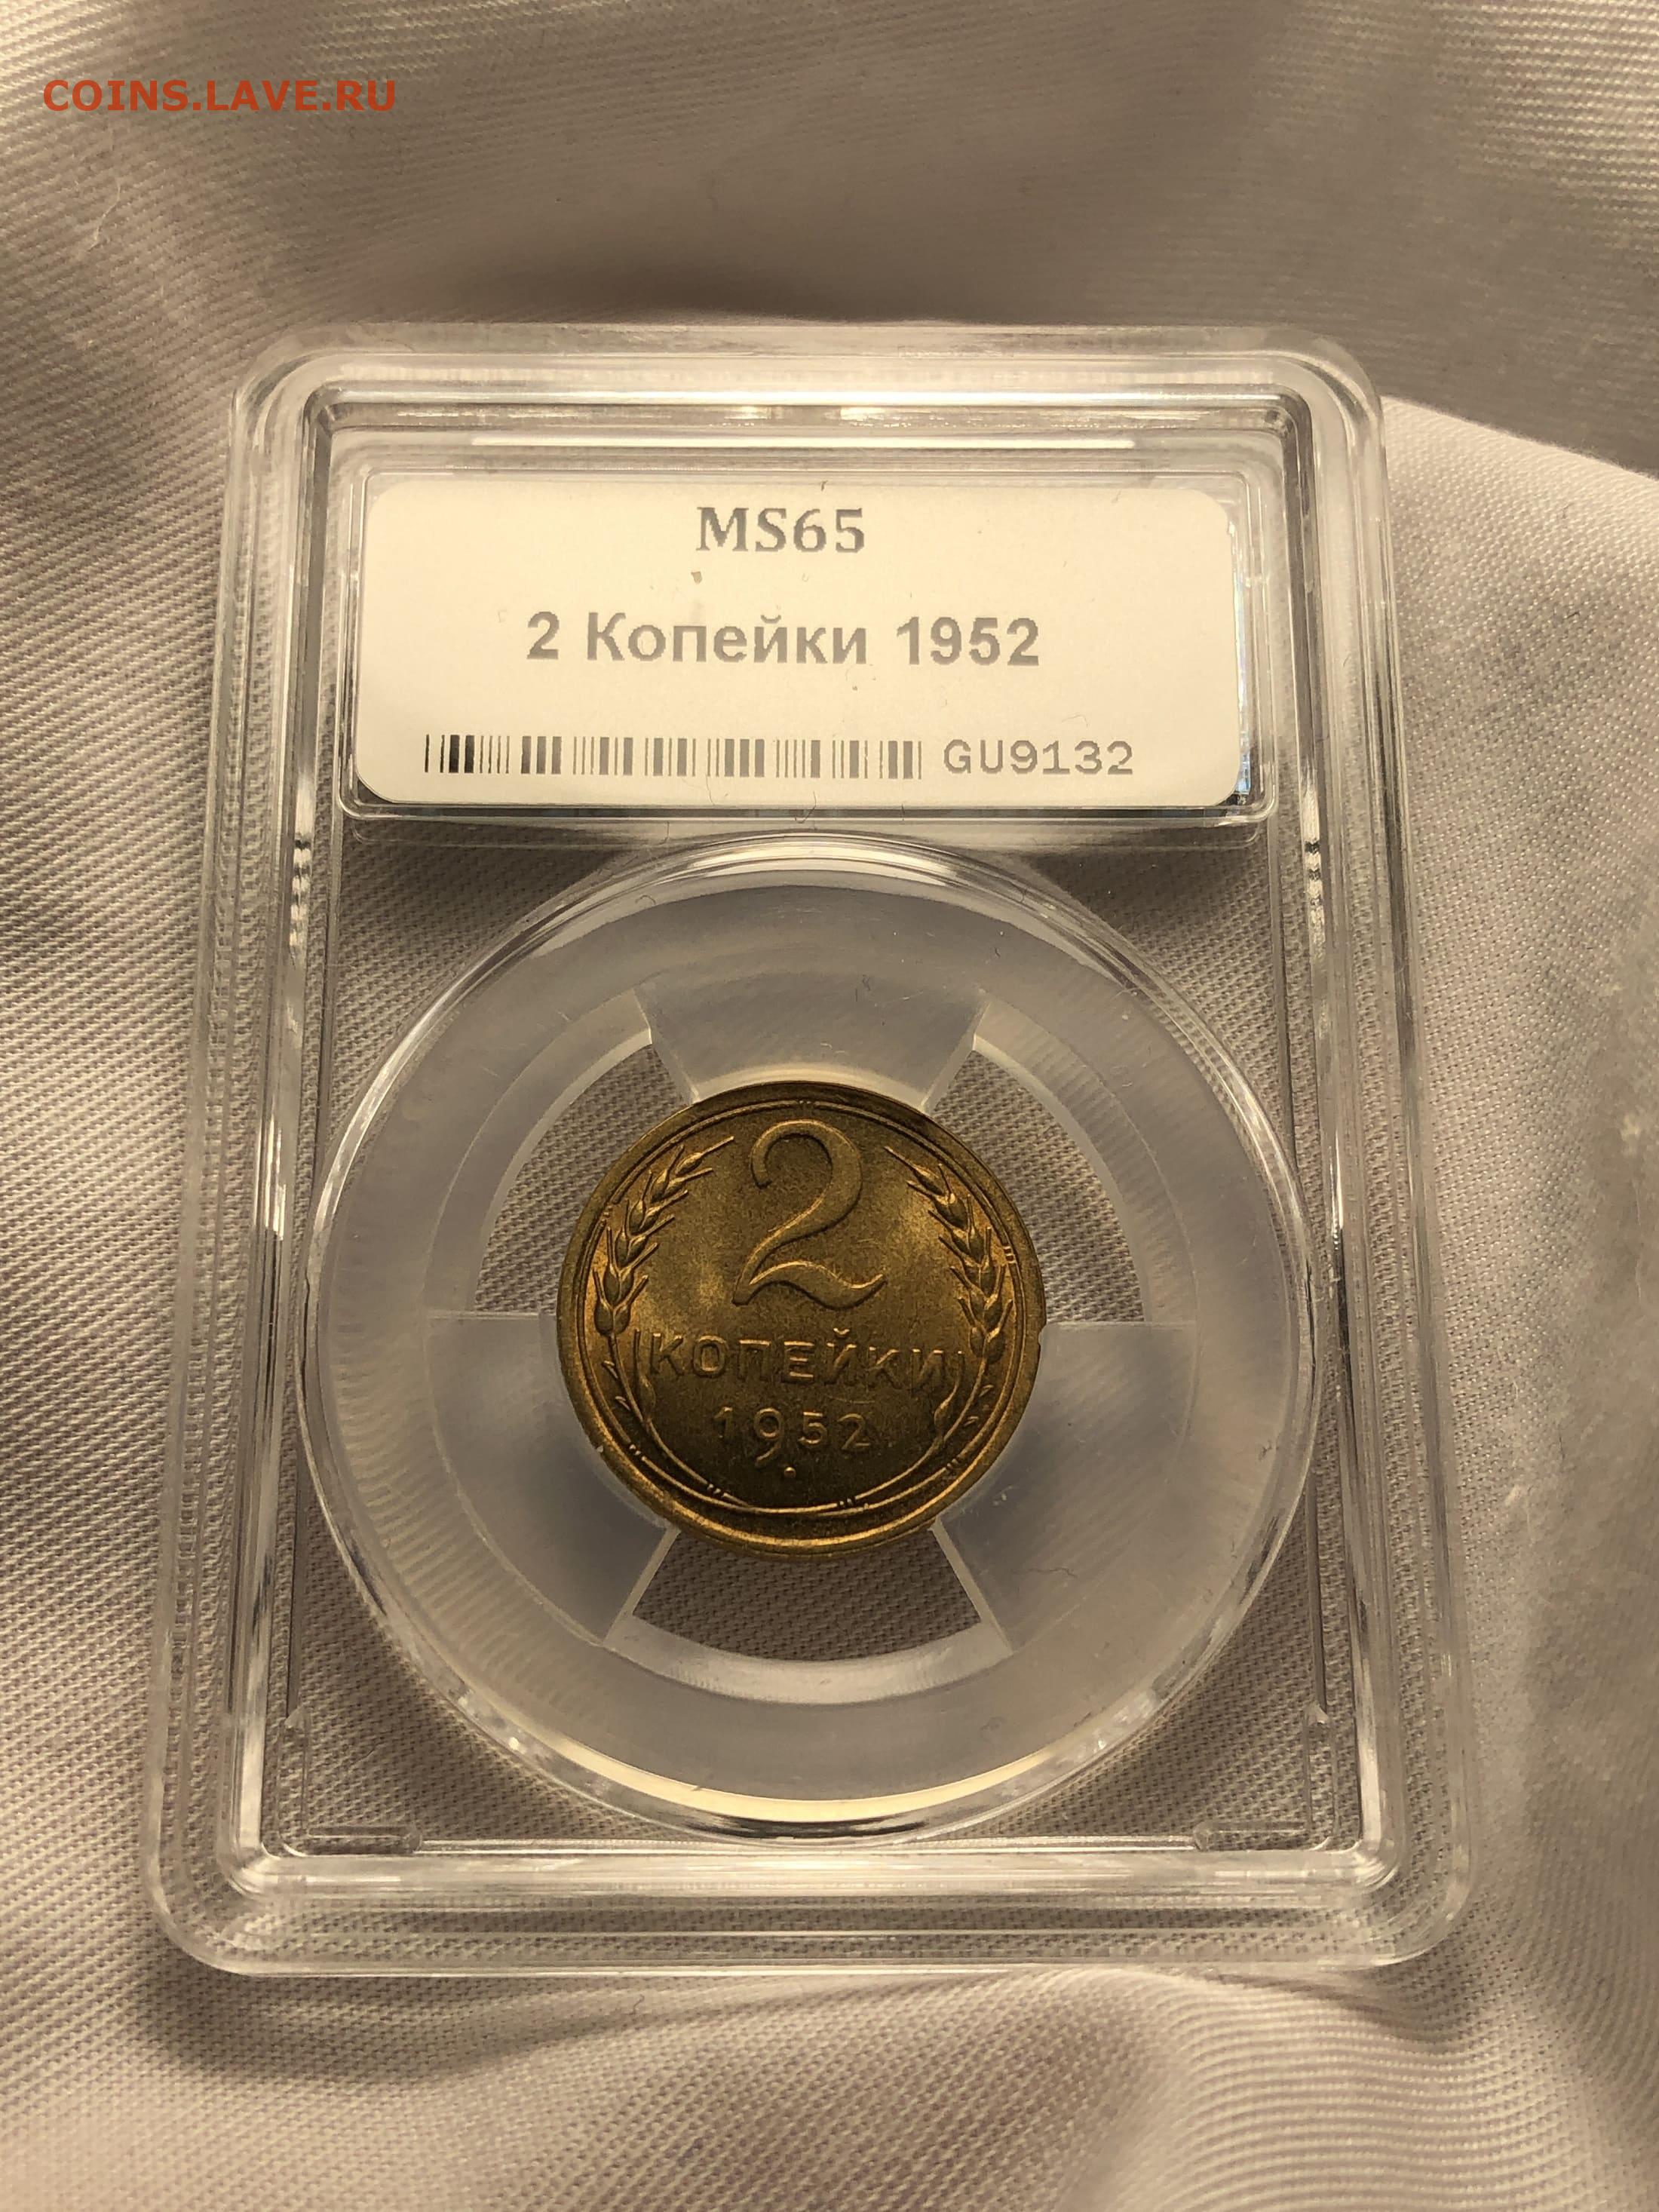 COINS.LAVE.RU
MS65
2 Копейки 1952
GU9132
2
КОПЕЙКИ
1952